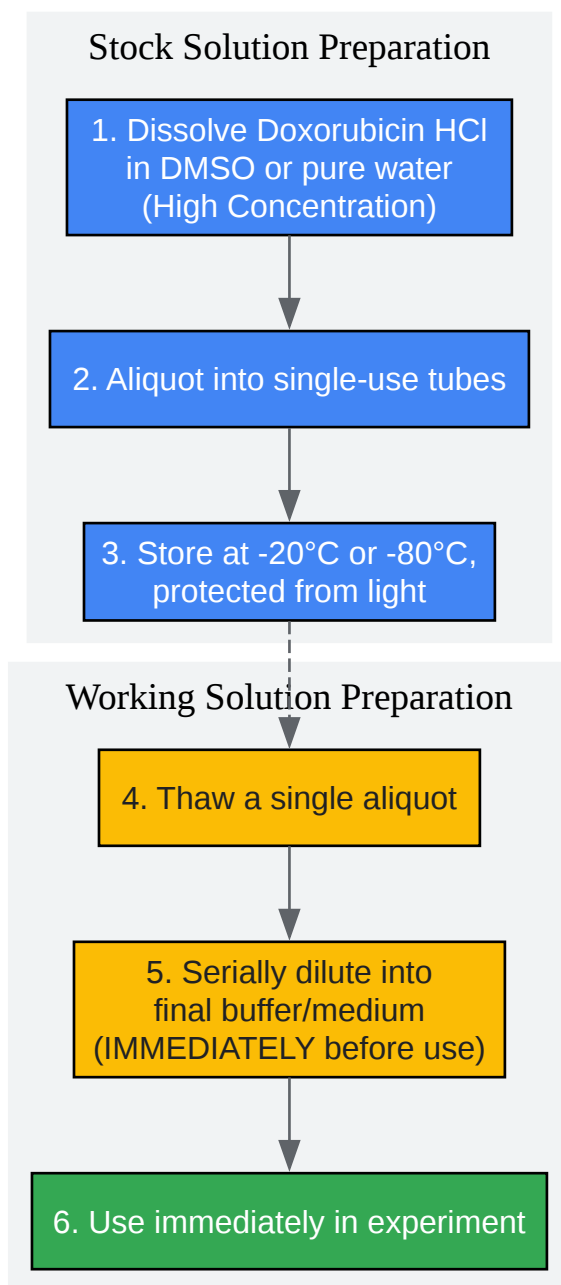 Stock Solution Preparation
1. Dissolve Doxorubicin HCl
in DMSO or pure water
(High Concentration)
2. Aliquot into single-use tubes
3. Store at -20°C or -80°C,
protected from light
Working Solution Preparation
4. Thaw a single aliquot
5. Serially dilute into
final buffer/medium
(IMMEDIATELY before use)
6. Use immediately in experiment